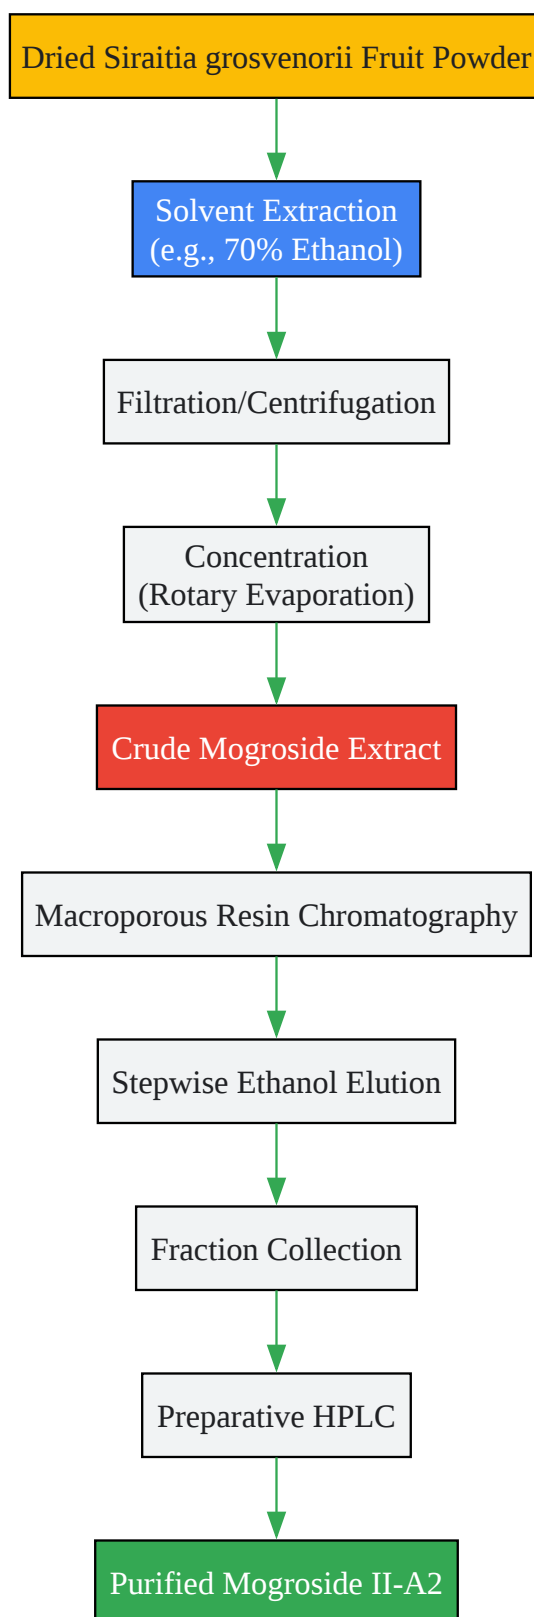 Dried Siraitia grosvenorii Fruit Powder
Solvent Extraction
(e.g., 70% Ethanol)
Filtration/Centrifugation
Concentration
(Rotary Evaporation)
Crude Mogroside Extract
Macroporous Resin Chromatography
Stepwise Ethanol Elution
Fraction Collection
Preparative HPLC
Purified Mogroside II-A2